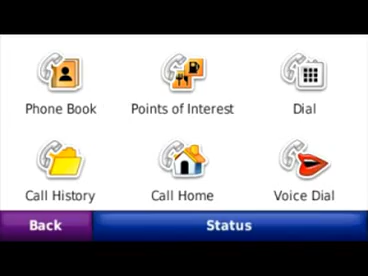 Phone Book Points of Interest Dial
Call History Call Home Voice Dial
Back Status